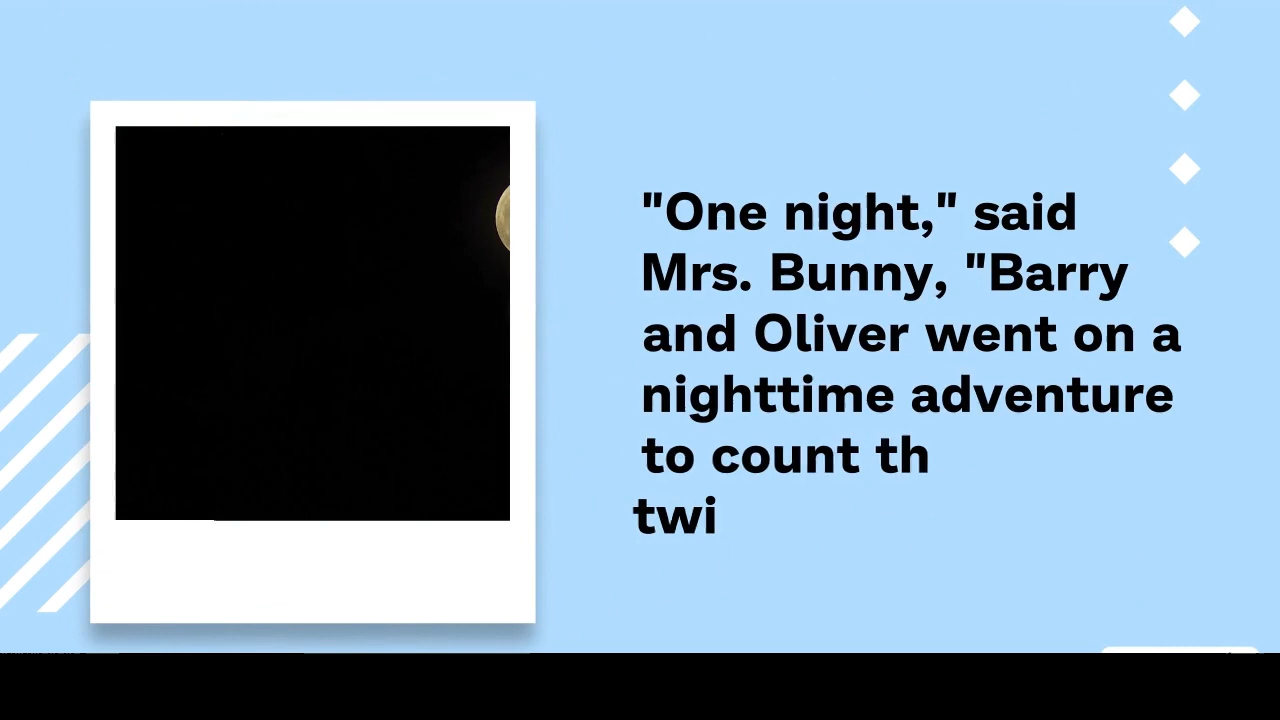 "One night," said
Mrs. Bunny, "Barry
and Oliver went on a
nighttime adventure
to count th
twi